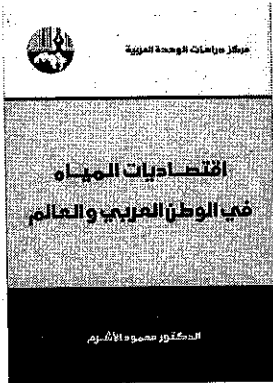 مركز دراسات الوحدة العربية
اقتصاديات المياه
في الوطن العربي والعالم
الدكتور محمود الأشرم